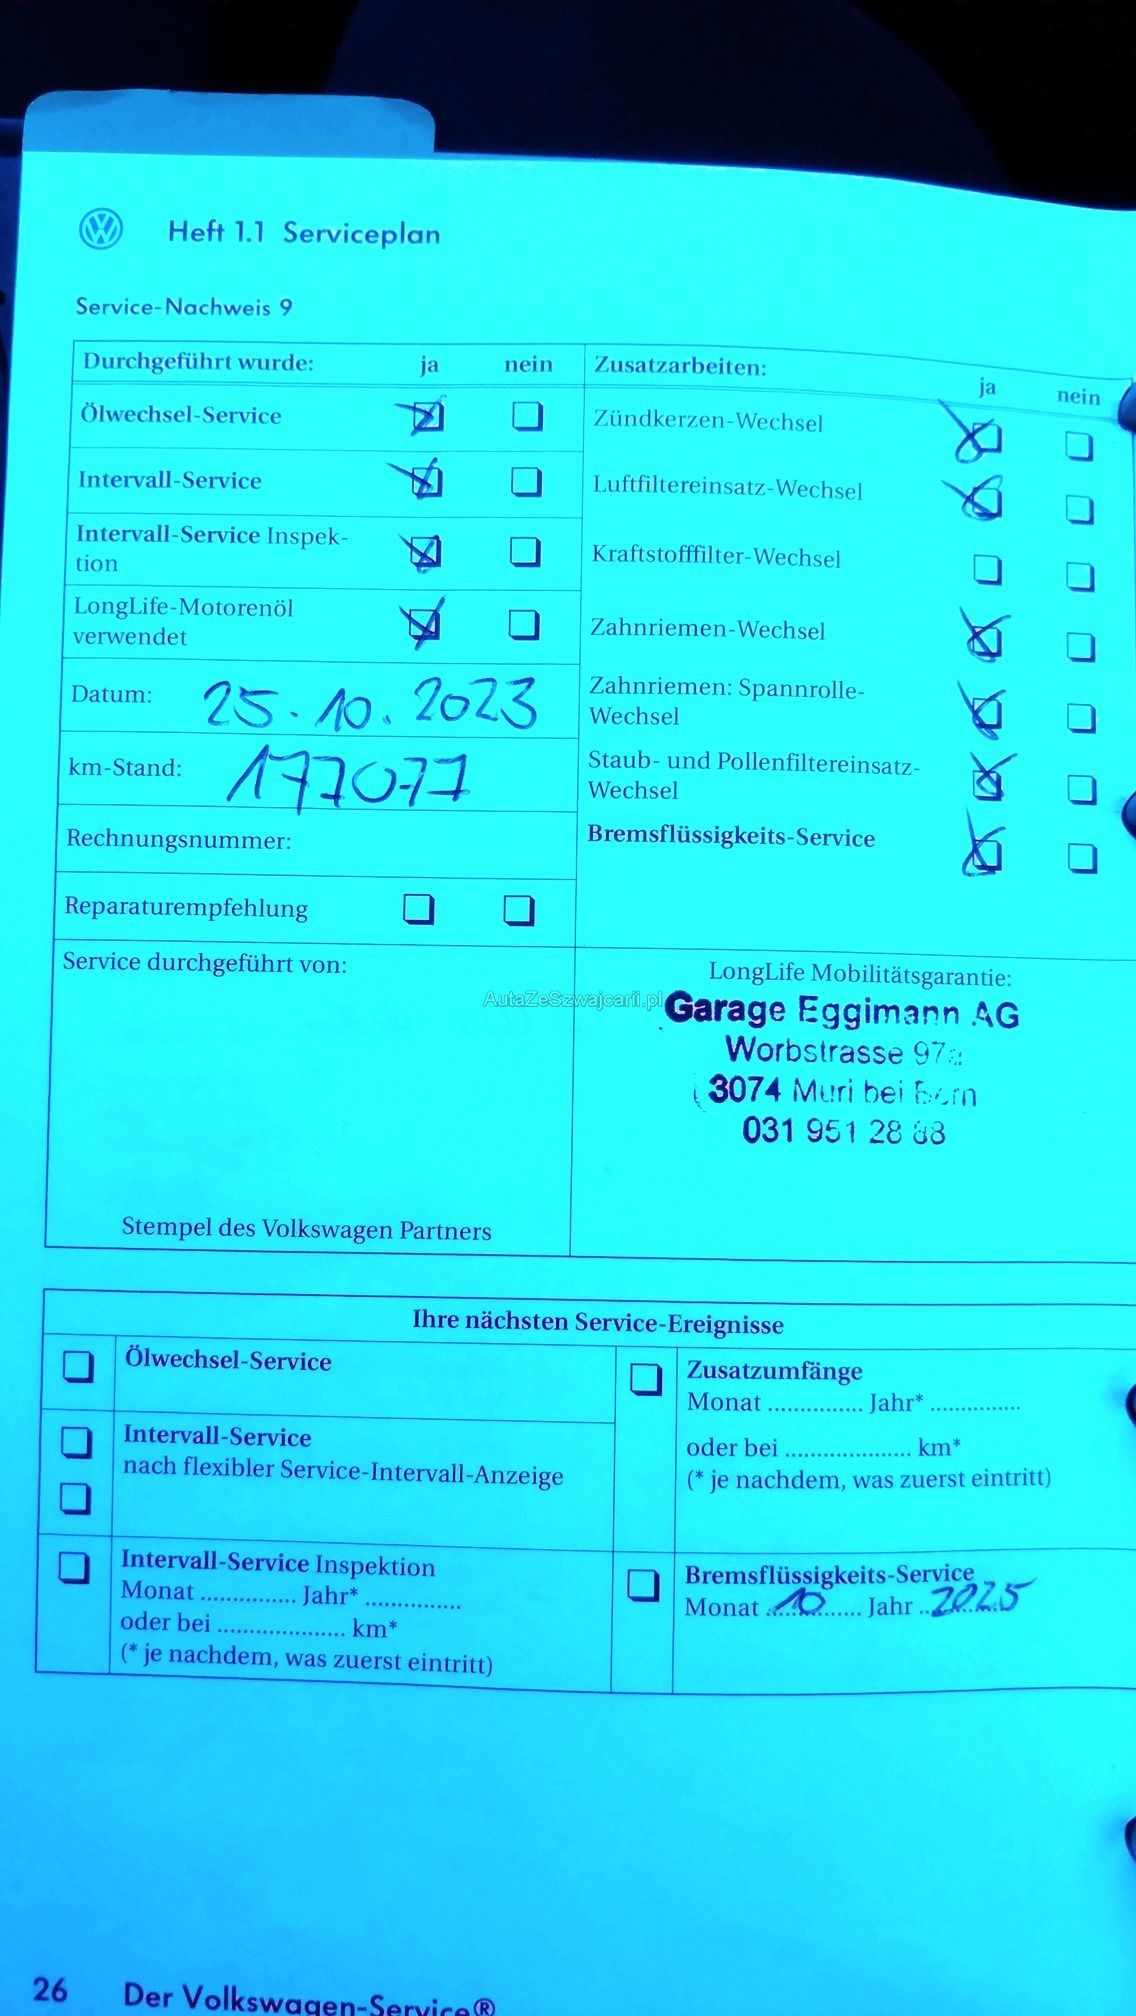 Heft 1.1 Serviceplan
Service-Nachweis 9
Durchgeführt wurde: ja nein
Ölwechsel-Service
Intervall-Service
Intervall-Service Inspek-
tion
LongLife-Motorenöl
verwendet
Datum: 25.10.2023
km-Stand: 177077
Rechnungsnummer:
Reparaturempfehlung
Zusatzarbeiten: ja nein
Zündkerzen-Wechsel
Luftfiltereinsatz-Wechsel
Kraftstofffilter-Wechsel
Zahnriemen-Wechsel
Zahnriemen: Spannrolle-
Wechsel
Staub- und Pollenfiltereinsatz-
Wechsel
Bremsflüssigkeits-Service
Service durchgeführt von:
Stempel des Volkswagen Partners
LongLife Mobilitätsgarantie:
AutaZeSzwajcarii.pl
Garage Eggimann AG
Worbstrasse 97a
3074 Muri bei Bern
031 951 28 88
Ihre nächsten Service-Ereignisse
Ölwechsel-Service
Intervall-Service
nach flexibler Service-Intervall-Anzeige
Intervall-Service Inspektion
Monat ............... Jahr* ...............
oder bei .................... km*
(* je nachdem, was zuerst eintritt)
Zusatzumfänge
Monat ............... Jahr* ...............
oder bei .................... km*
(* je nachdem, was zuerst eintritt)
Bremsflüssigkeits-Service
Monat 10 Jahr 2025
26 Der Volkswagen-Service®